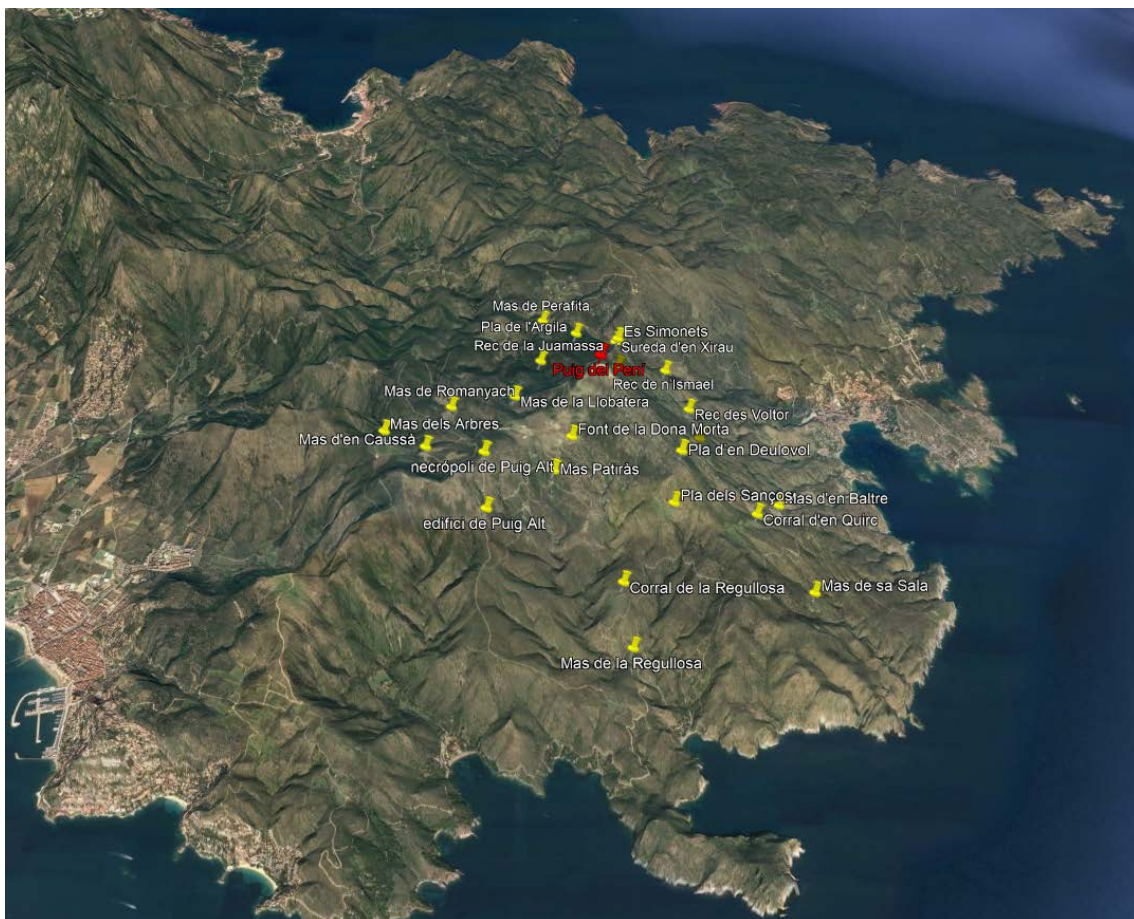 Mas de Perafita
Pla de l'Argila
Es Simonets
Rec de la Juamassa
Sureda d'en Xirau
Puig del Pení
Rec de n'Ismael
Mas de Romanyach
Mas de la Llobatera
Rec des Voltor
Mas dels Arbres
Font de la Dona Morta
Mas d'en Caussà
Pla d'en Deulovol
necrópoli de Puig Alt
Mas Patiràs
Pla dels Sanços
Mas d'en Baltre
Corral d'en Quirc
edifici de Puig Alt
Corral de la Regullosa
Mas de sa Sala
Mas de la Regullosa